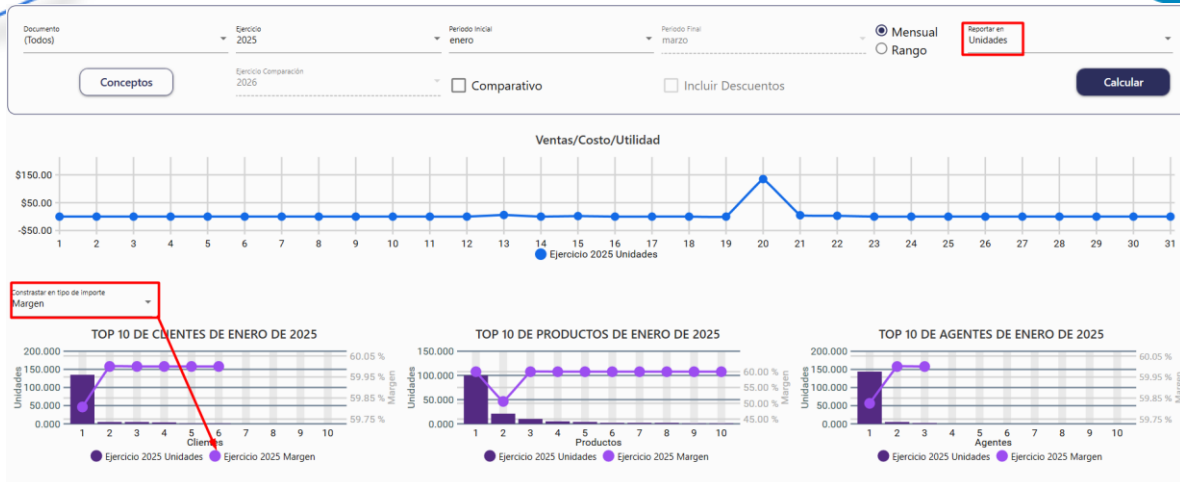 Documento
(Todos)
Ejercicio
2025
Periodo Inicial
enero
Periodo Final
marzo
Mensual
Rango
Reportar en
Unidades
Conceptos
Ejercicio Comparación
2026
Comparativo
Incluir Descuentos
Calcular
Ventas/Costo/Utilidad
$150.00
$50.00
-$50.00
1 2 3 4 5 6 7 8 9 10 11 12 13 14 15 16 17 18 19 20 21 22 23 24 25 26 27 28 29 30 31
Ejercicio 2025 Unidades
Constrastar en tipo de importe
Margen
TOP 10 DE CLIENTES DE ENERO DE 2025
200.000
150.000
100.000
50.000
0.000
Unidades
60.05 %
59.95 %
59.85 %
59.75 %
Margen
1 2 3 4 5 6 7 8 9 10
Clientes
Ejercicio 2025 Unidades Ejercicio 2025 Margen
TOP 10 DE PRODUCTOS DE ENERO DE 2025
150.000
100.000
50.000
0.000
Unidades
60.00 %
55.00 %
50.00 %
45.00 %
Margen
1 2 3 4 5 6 7 8 9 10
Productos
Ejercicio 2025 Unidades Ejercicio 2025 Margen
TOP 10 DE AGENTES DE ENERO DE 2025
200.000
150.000
100.000
50.000
0.000
Unidades
60.05 %
59.95 %
59.85 %
59.75 %
Margen
1 2 3 4 5 6 7 8 9 10
Agentes
Ejercicio 2025 Unidades Ejercicio 2025 Margen